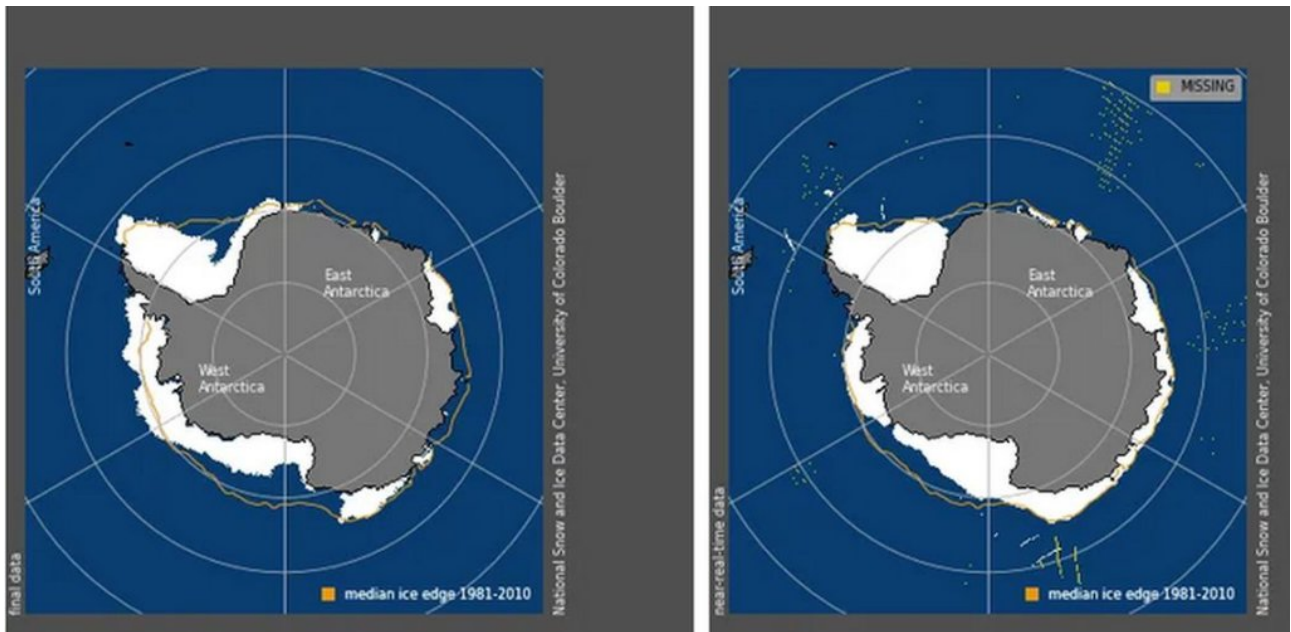 South America
East
Antarctica
West
Antarctica
final data
median ice edge 1981-2010
National Snow and Ice Data Center, University of Colorado Boulder
MISSING
South America
East
Antarctica
West
Antarctica
near-real-time data
median ice edge 1981-2010
National Snow and Ice Data Center, University of Colorado Boulder